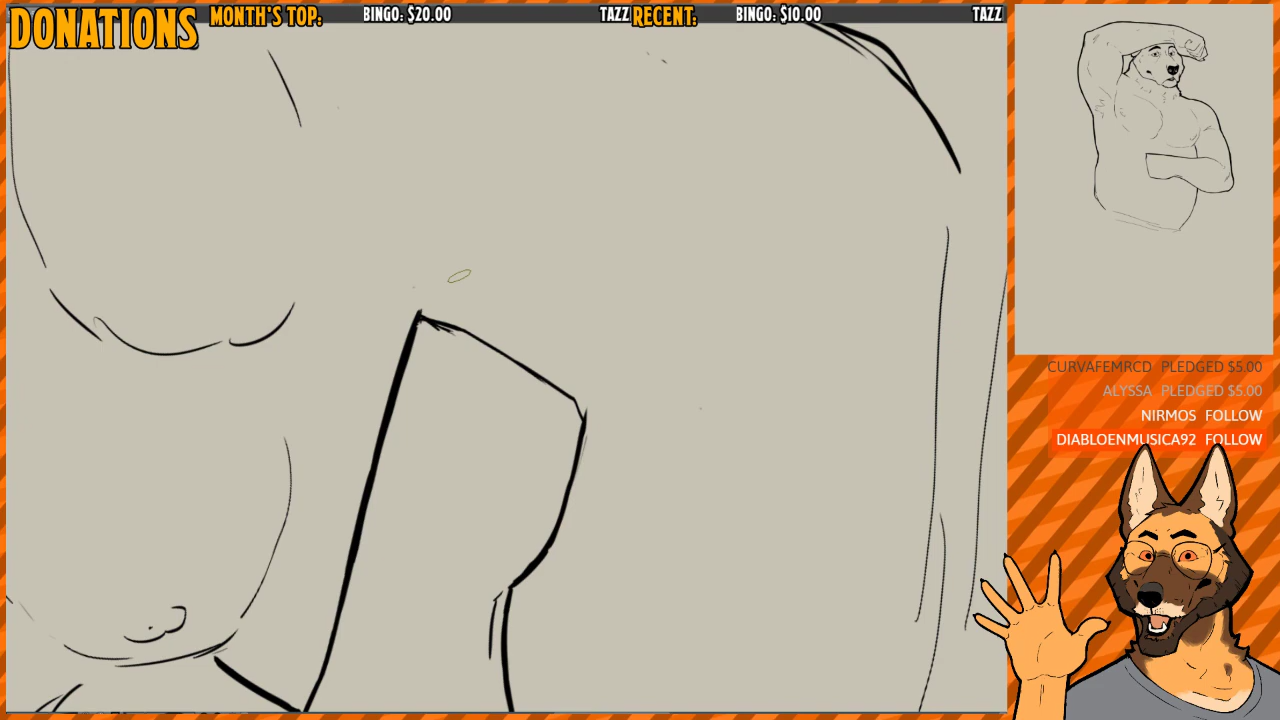 DONATIONS MONTH'S TOP: BINGO: $20.00 TAZZ RECENT: BINGO: $10.00 TAZZ
CURVAFEMRCD PLEDGED $5.00
ALYSSA PLEDGED $5.00
NIRMOS FOLLOW
DIABLOENMUSICA92 FOLLOW